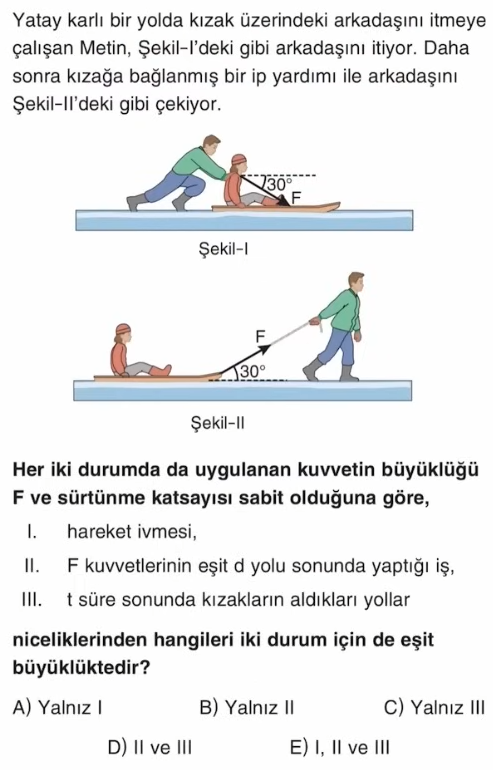 Yatay karlı bir yolda kızak üzerindeki arkadaşını itmeye
çalışan Metin, Şekil-I'deki gibi arkadaşını itiyor. Daha
sonra kızağa bağlanmış bir ip yardımı ile arkadaşını
Şekil-II'deki gibi çekiyor.
30°
F
Şekil-I
F
30°
Şekil-II
Her iki durumda da uygulanan kuvvetin büyüklüğü
F ve sürtünme katsayısı sabit olduğuna göre,
I. hareket ivmesi,
II. F kuvvetlerinin eşit d yolu sonunda yaptığı iş,
III. t süre sonunda kızakların aldıkları yollar
niceliklerinden hangileri iki durum için de eşit
büyüklüktedir?
A) Yalnız I B) Yalnız II C) Yalnız III
D) II ve III E) I, II ve III